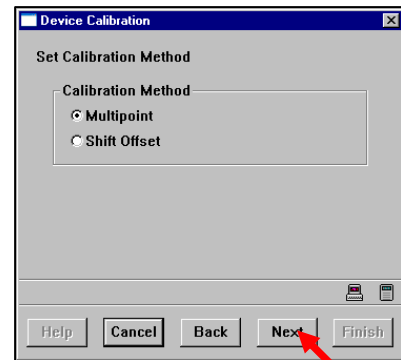 Device Calibration
Set Calibration Method
Calibration Method
Multipoint
Shift Offset
Help Cancel Back Next Finish